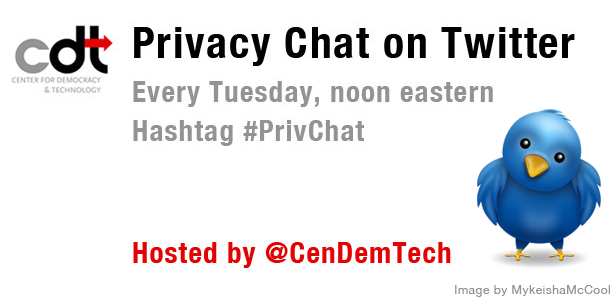 cdt
CENTER FOR DEMOCRACY
& TECHNOLOGY
Privacy Chat on Twitter
Every Tuesday, noon eastern
Hashtag #PrivChat
Hosted by @CenDemTech
Image by MykeishaMcCool